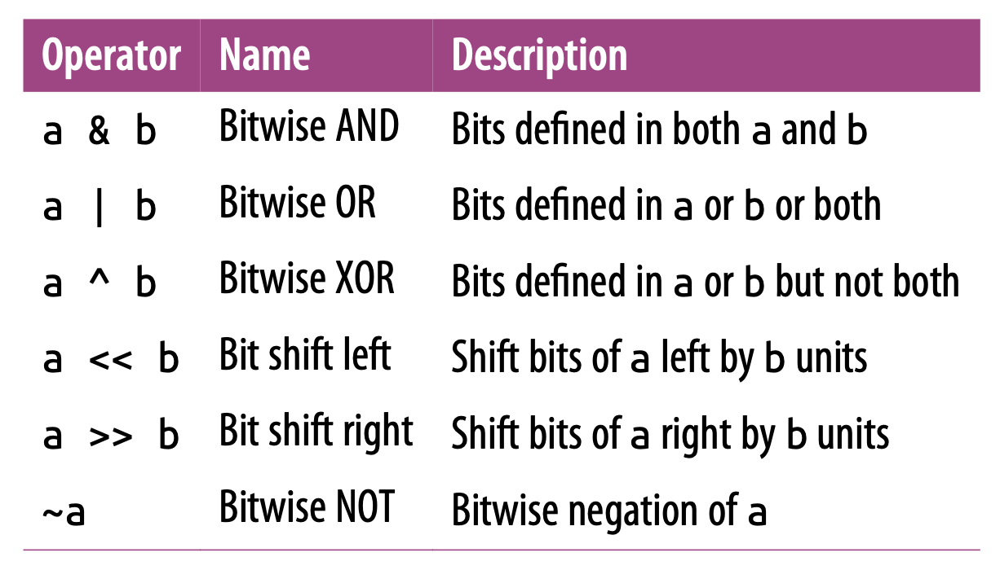 Operator Name Description
a & b Bitwise AND Bits defined in both a and b
a | b Bitwise OR Bits defined in a or b or both
a ^ b Bitwise XOR Bits defined in a or b but not both
a << b Bit shift left Shift bits of a left by b units
a >> b Bit shift right Shift bits of a right by b units
~a Bitwise NOT Bitwise negation of a